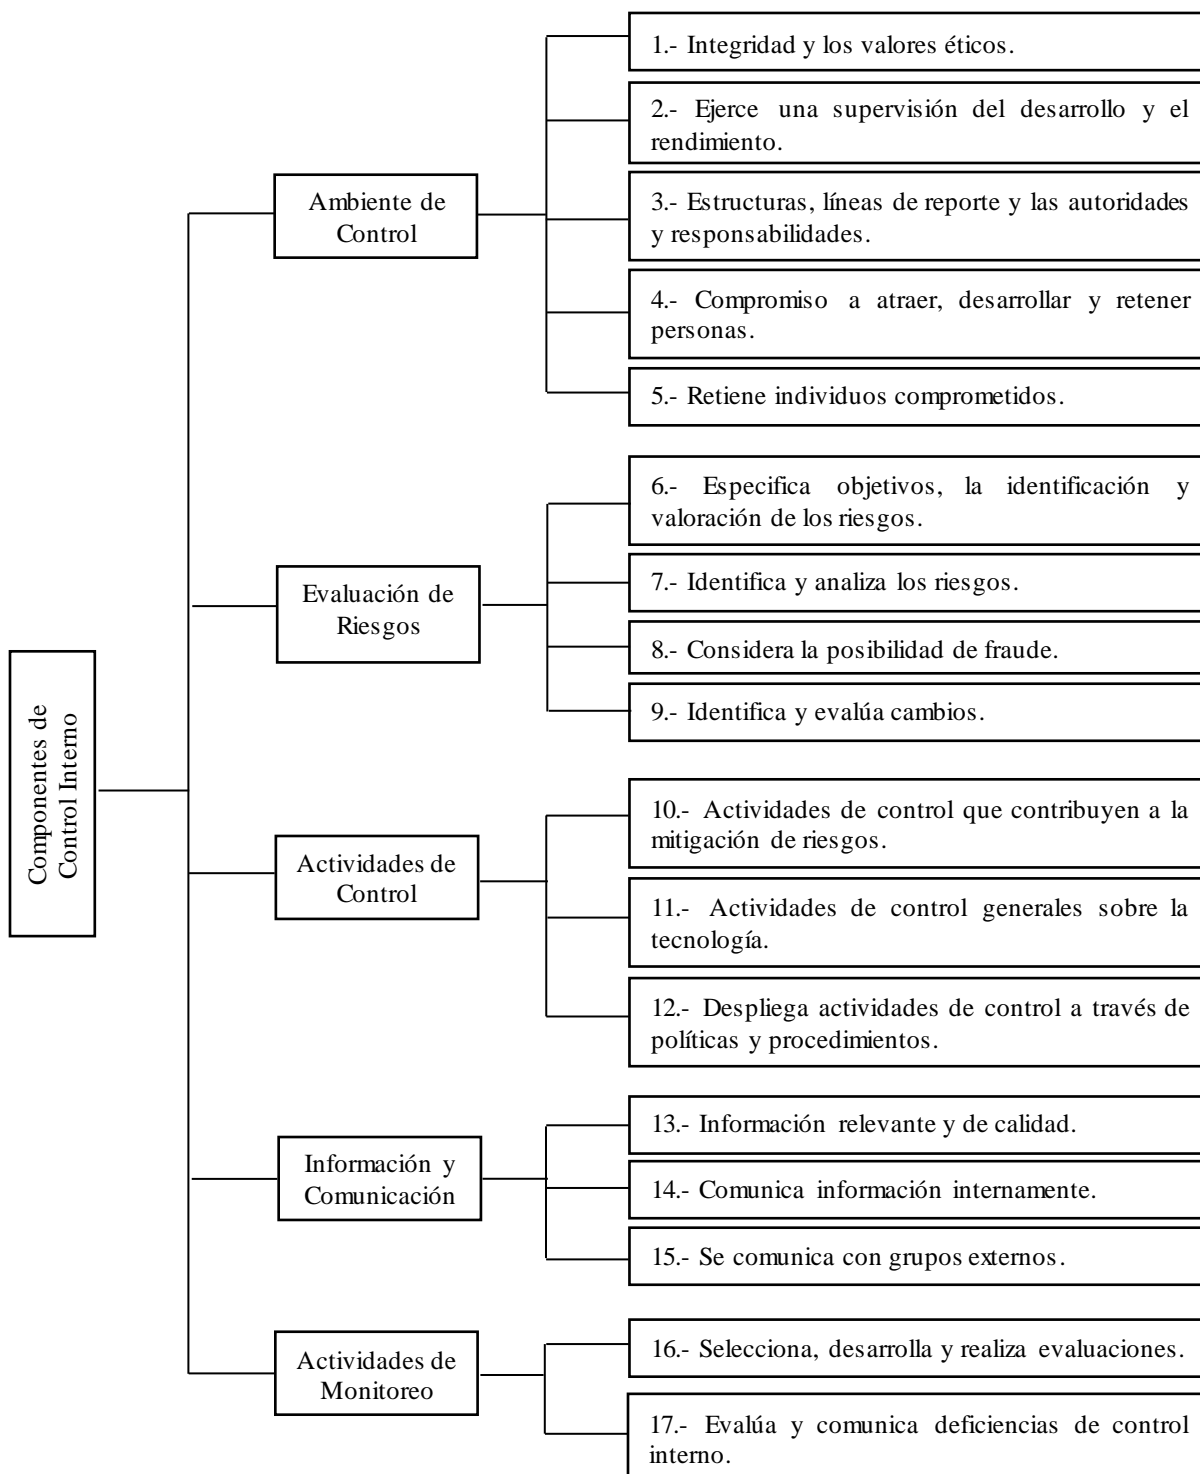 Componentes de
Control Interno
Ambiente de
Control
1.- Integridad y los valores éticos.
2.- Ejerce una supervisión del desarrollo y el
rendimiento.
3.- Estructuras, líneas de reporte y las autoridades
y responsabilidades.
4.- Compromiso a atraer, desarrollar y retener
personas.
5.- Retiene individuos comprometidos.
Evaluación de
Riesgos
6.- Especifica objetivos, la identificación y
valoración de los riesgos.
7.- Identifica y analiza los riesgos.
8.- Considera la posibilidad de fraude.
9.- Identifica y evalúa cambios.
Actividades de
Control
10.- Actividades de control que contribuyen a la
mitigación de riesgos.
11.- Actividades de control generales sobre la
tecnología.
12.- Despliega actividades de control a través de
políticas y procedimientos.
Información y
Comunicación
13.- Información relevante y de calidad.
14.- Comunica información internamente.
15.- Se comunica con grupos externos.
Actividades de
Monitoreo
16.- Selecciona, desarrolla y realiza evaluaciones.
17.- Evalúa y comunica deficiencias de control
interno.